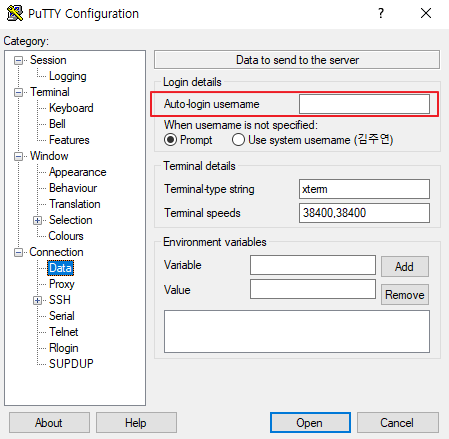 PuTTY Configuration
Category:
Session
Logging
Terminal
Keyboard
Bell
Features
Window
Appearance
Behaviour
Translation
Selection
Colours
Connection
Data
Proxy
SSH
Serial
Telnet
Rlogin
SUPDUP
Data to send to the server
Login details
Auto-login username
When username is not specified:
Prompt Use system username (김주연)
Terminal details
Terminal-type string xterm
Terminal speeds 38400,38400
Environment variables
Variable Add
Value Remove
About Help Open Cancel